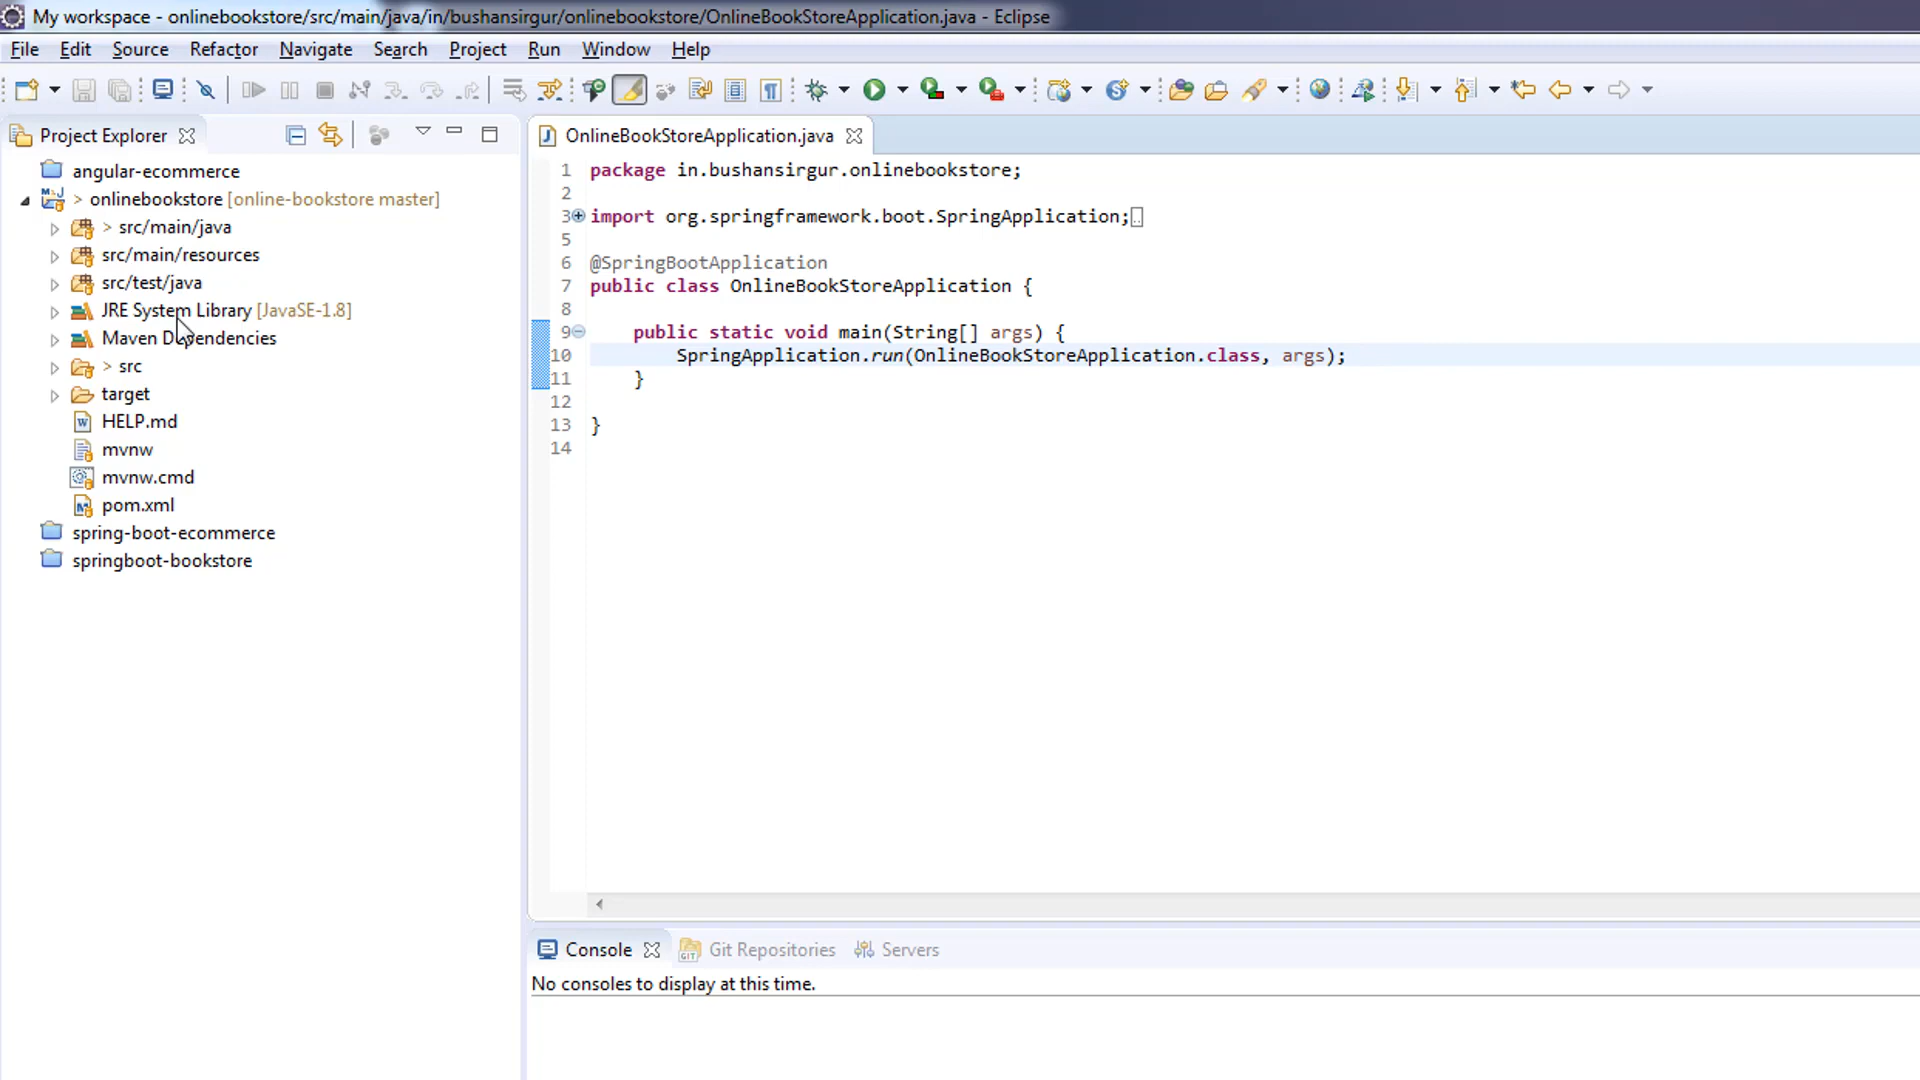 My workspace - onlinebookstore/src/main/java/in/bushansirgur/onlinebookstore/OnlineBookStoreApplication.java - Eclipse
File Edit Source Refactor Navigate Search Project Run Window Help
Project Explorer
angular-ecommerce
> onlinebookstore [online-bookstore master]
> src/main/java
src/main/resources
src/test/java
JRE System Library [JavaSE-1.8]
Maven Dependencies
> src
target
HELP.md
mvnw
mvnw.cmd
pom.xml
spring-boot-ecommerce
springboot-bookstore
OnlineBookStoreApplication.java
1 package in.bushansirgur.onlinebookstore;
2
3 import org.springframework.boot.SpringApplication;
5
6 @SpringBootApplication
7 public class OnlineBookStoreApplication {
8
9 public static void main(String[] args) {
10 SpringApplication.run(OnlineBookStoreApplication.class, args);
11 }
12
13 }
14
Console Git Repositories Servers
No consoles to display at this time.